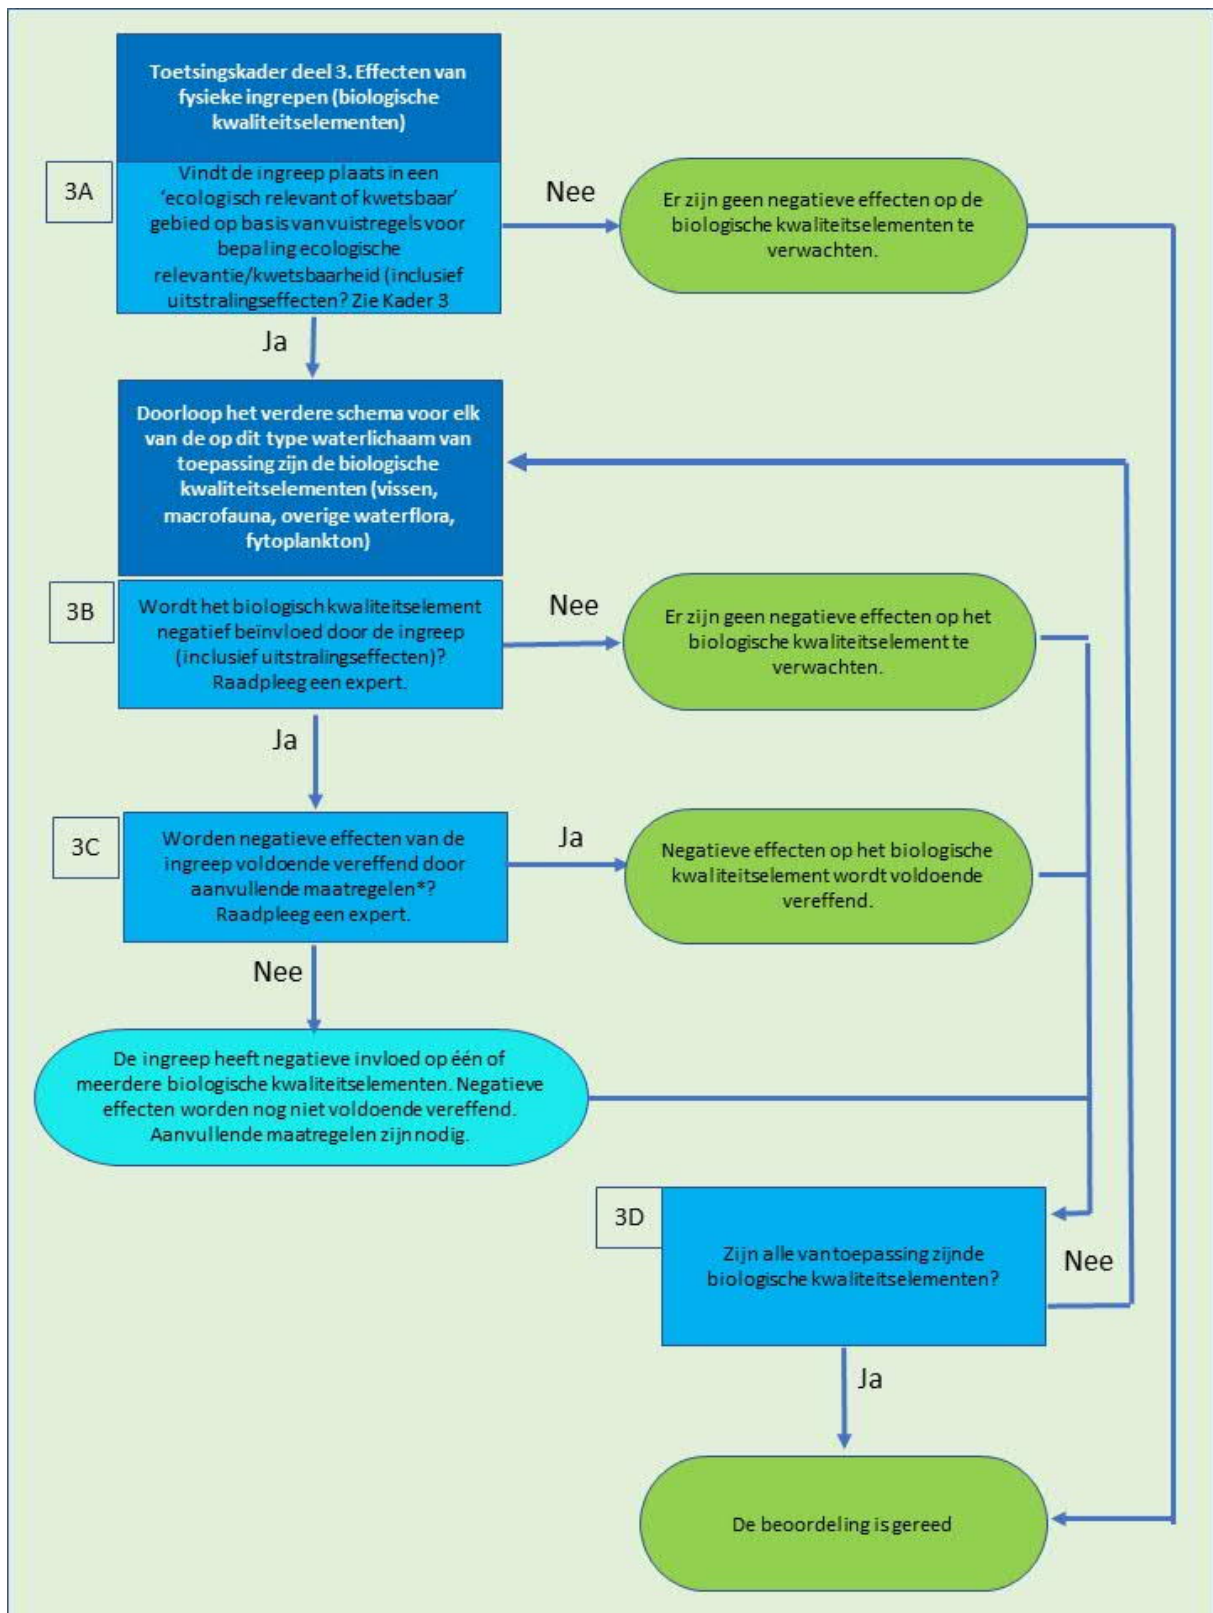 Toetsingskader deel 3. Effecten van
fysieke ingrepen (biologische
kwaliteitselementen)
3A
Vindt de ingreep plaats in een
‘ecologisch relevant of kwetsbaar’
gebied op basis van vuistregels voor
bepaling ecologische
relevantie/kwetsbaarheid (inclusief
uitstralingseffecten? Zie Kader 3
Nee
Er zijn geen negatieve effecten op de
biologische kwaliteitselementen te
verwachten.
Ja
Doorloop het verdere schema voor elk
van de op dit type waterlichaam van
toepassing zijn de biologische
kwaliteitselementen (vissen,
macrofauna, overige waterflora,
fytoplankton)
3B
Wordt het biologisch kwaliteitselement
negatief beïnvloed door de ingreep
(inclusief uitstralingseffecten)?
Raadpleeg een expert.
Nee
Er zijn geen negatieve effecten op het
biologische kwaliteitselement te
verwachten.
Ja
3C
Worden negatieve effecten van de
ingreep voldoende vereffend door
aanvullende maatregelen*?
Raadpleeg een expert.
Ja
Negatieve effecten op het biologische
kwaliteitselement wordt voldoende
vereffend.
Nee
De ingreep heeft negatieve invloed op één of
meerdere biologische kwaliteitselementen. Negatieve
effecten worden nog niet voldoende vereffend.
Aanvullende maatregelen zijn nodig.
3D
Zijn alle van toepassing zijnde
biologische kwaliteitselementen?
Nee
Ja
De beoordeling is gereed